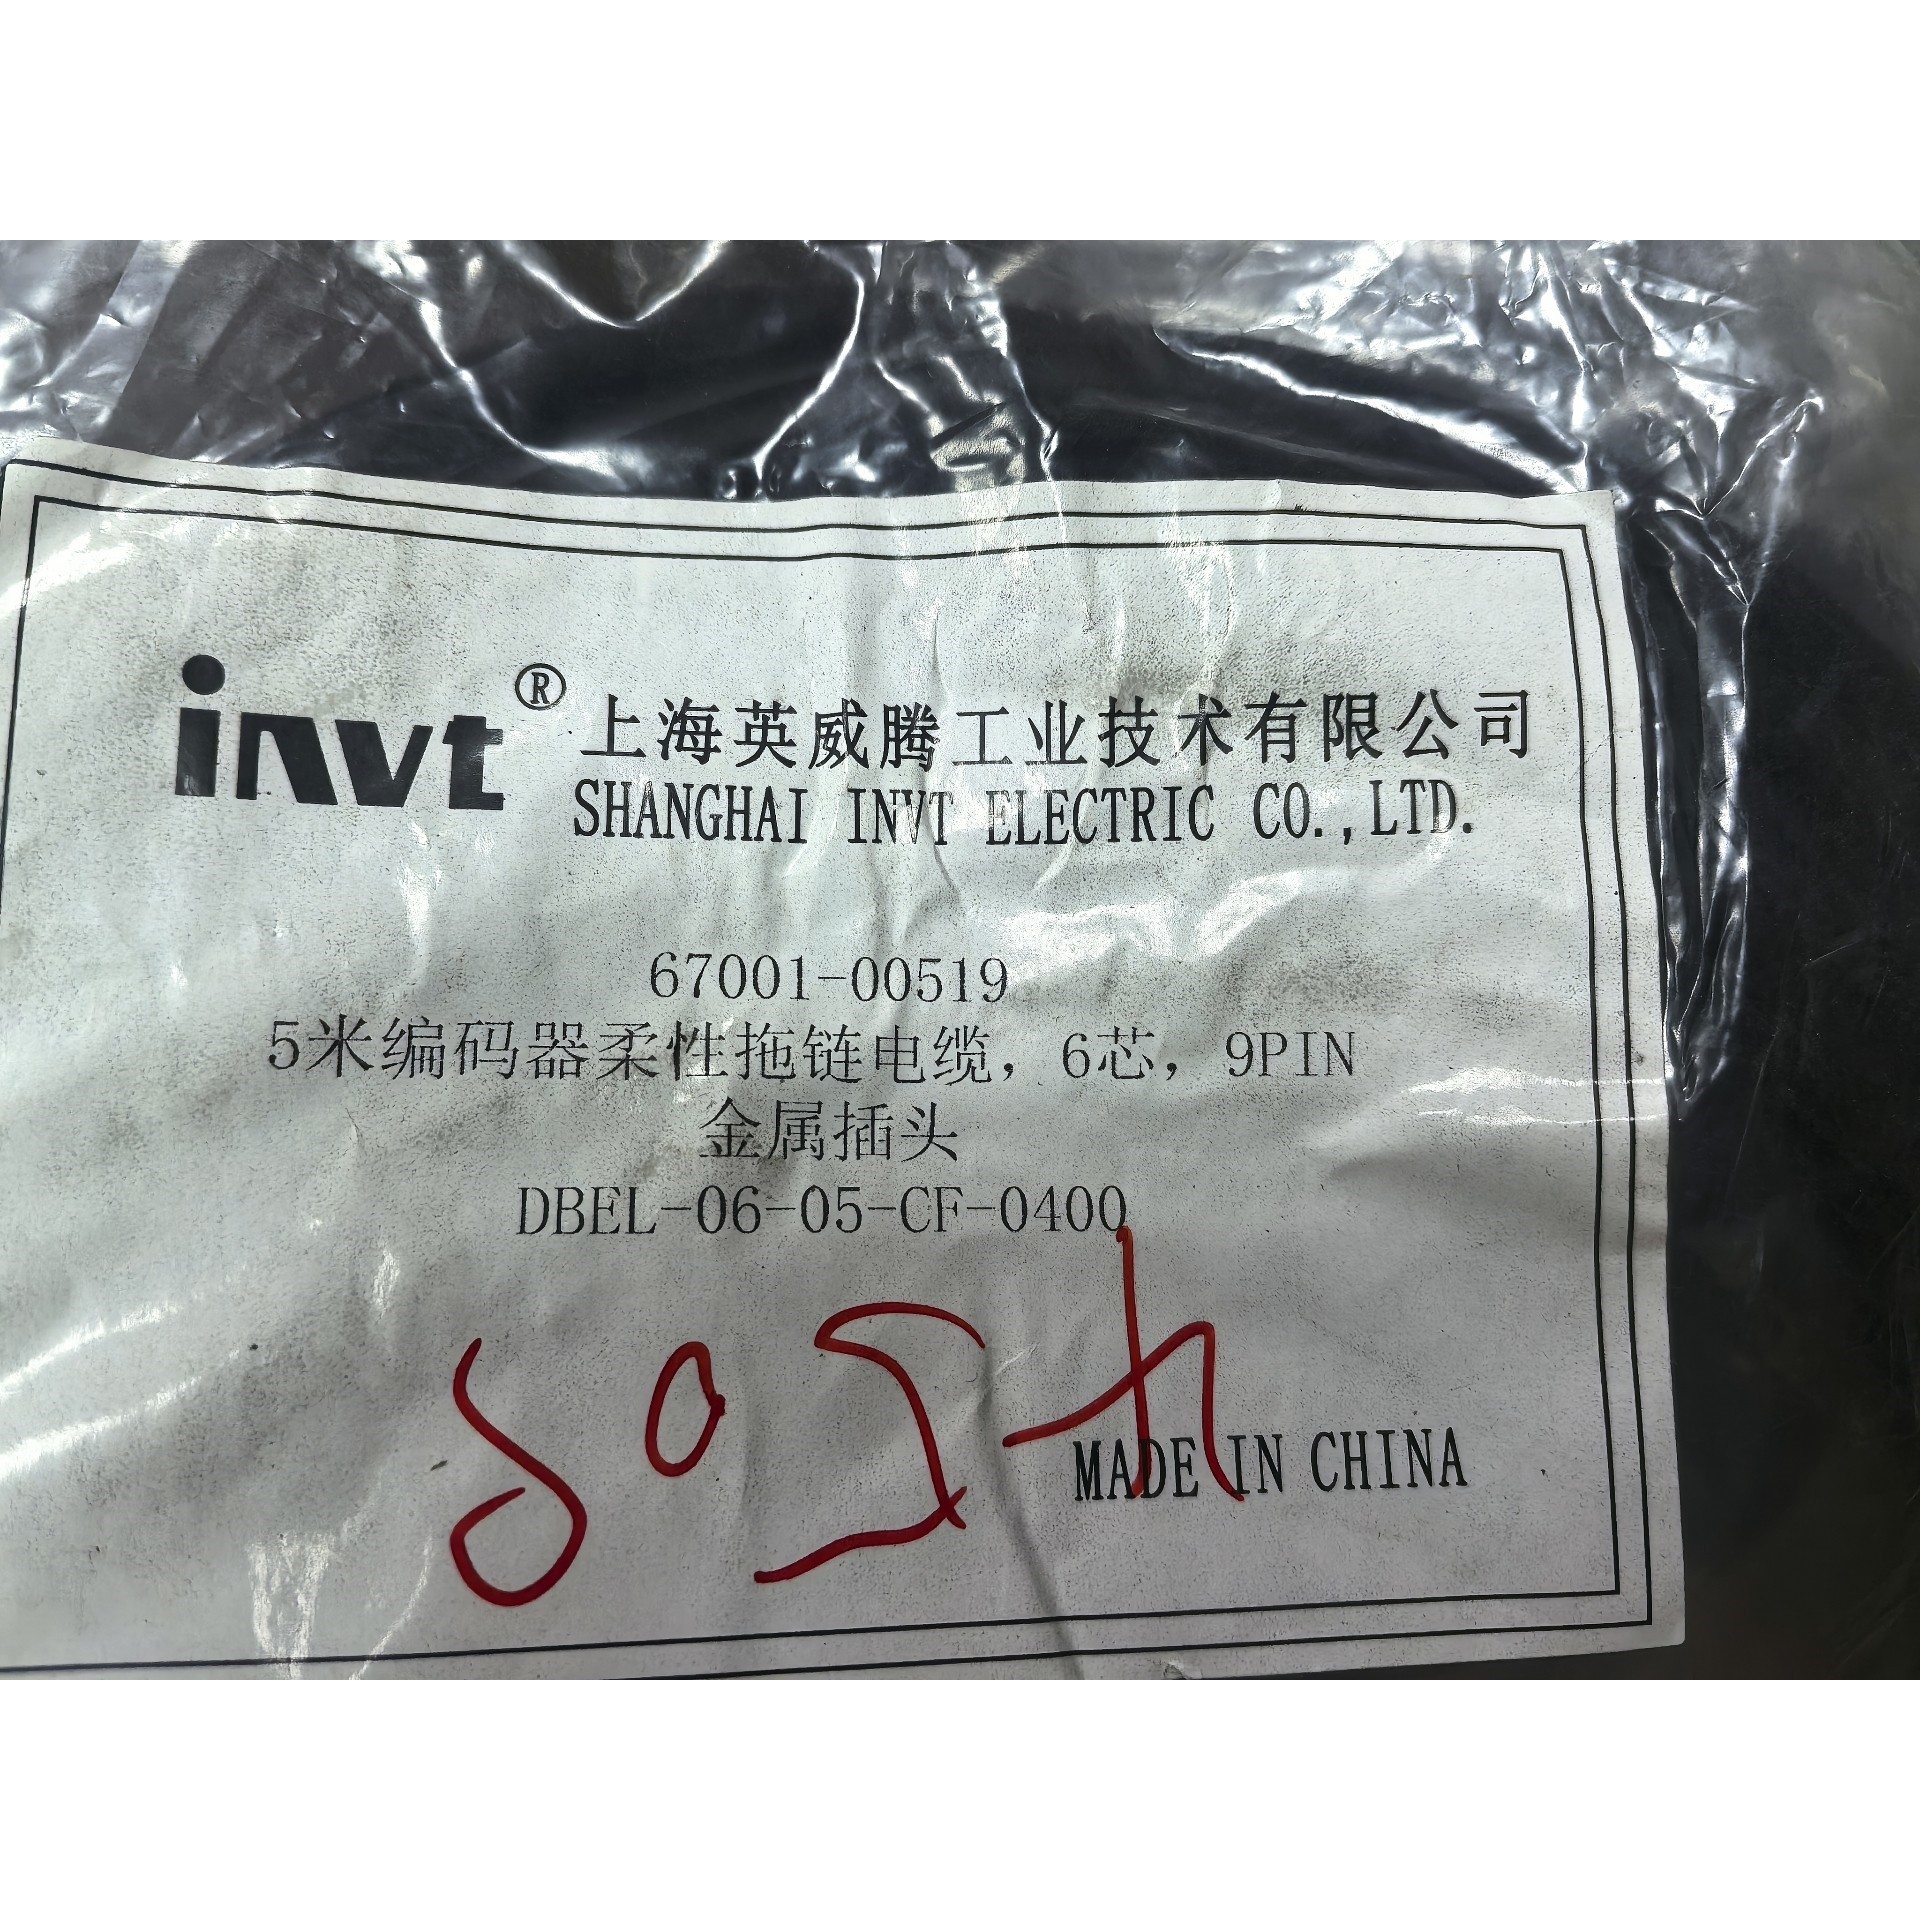 invt® 上海英威腾工业技术有限公司
SHANGHAI INVT ELECTRIC CO.,LTD.
67001-00519
5米编码器柔性拖链电缆，6芯，9PIN
金属插头
DBEL-06-05-CF-0400
MADE IN CHINA